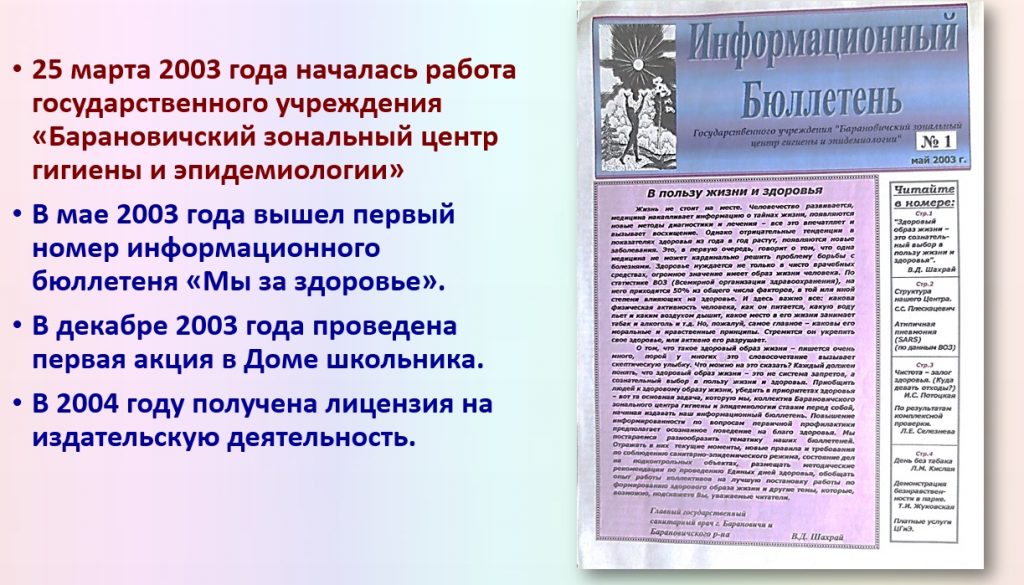 • 25 марта 2003 года началась работа
государственного учреждения
«Барановичский зональный центр
гигиены и эпидемиологии»
• В мае 2003 года вышел первый
номер информационного
бюллетеня «Мы за здоровье».
• В декабре 2003 года проведена
первая акция в Доме школьника.
• В 2004 году получена лицензия на
издательскую деятельность.
Информационный
Бюллетень
Государственного учреждения "Барановичский зональный
центр гигиены и эпидемиологии"
№ 1
май 2003 г.
В пользу жизни и здоровья
Жизнь не стоит на месте. Человечество развивается,
медицина накапливает информацию о тайнах жизни, появляются
новые методы диагностики и лечения – все это впечатляет и
вызывает восхищение. Однако отрицательные тенденции в
показателях здоровья из года в год растут, появляются новые
заболевания. Это, в первую очередь, говорит о том, что одна
медицина не может кардинально решить проблему борьбы с
болезнями. Здоровье нуждается не только в чисто врачебных
средствах, огромное значение имеет образ жизни человека. По
статистике ВОЗ (Всемирной организации здравоохранения), на
него приходится 50% из общего числа факторов, в той или иной
степени влияющих на здоровье. И здесь важно все: какова
физическая активность человека, как он питается, какую воду
пьет и каким воздухом дышит, какое место в его жизни занимает
табак и алкоголь и т.д. Но, пожалуй, самое главное – каковы его
моральные и нравственные принципы. Стремится он укрепить
свое здоровье, или активно его разрушает.
О том, что такое здоровый образ жизни – пишется очень
много, порой у многих это словосочетание вызывает
скептическую улыбку. Что можно на это сказать? Каждый должен
понять, что здоровый образ жизни – это не система запретов, а
сознательный выбор в пользу жизни и здоровья. Приобщить
людей к здоровому образу жизни, убедить в приоритетах здоровья
– вот та основная задача, которую мы, коллектив Барановичского
зонального центра гигиены и эпидемиологии ставим перед собой,
начиная издавать наш информационный бюллетень. Повышение
информированности по вопросам первичной профилактики
предполагает осознанное поведение на благо здоровья. Мы
постараемся разнообразить тематику наших бюллетеней.
Отражать в них текущие моменты, новые правила и требования
по соблюдению санитарно-эпидемического режима, состояние дел
на подконтрольных объектах, размещать методические
рекомендации по проведению Единых дней здоровья, обобщать
опыт работы коллективов на лучшую постановку работы по
формированию здорового образа жизни и другие темы, которые,
возможно, подскажете Вы, уважаемые читатели.
Главный государственный
санитарный врач г. Барановичи и
Барановичского р-на В.Д. Шахрай
Читайте
в номере:
Стр.1
"Здоровый
образ жизни –
это сознатель-
ный выбор в
пользу жизни и
здоровья".
В.Д. Шахрай
Стр.2
Структура
нашего Центра.
С.С. Плескацевич
Атипичная
пневмония
(SARS)
(по данным ВОЗ)
Стр.3
Чистота – залог
здоровья. (Куда
девать отходы?)
И.С. Потоцкая
По результатам
комплексной
проверки.
Л.Е. Селезнева
Стр.4
День без табака
Л.М. Кислая
Демонстрация
безнравствен-
ности в парке.
Т.И. Жуковская
Платные услуги
ЦГиЭ.